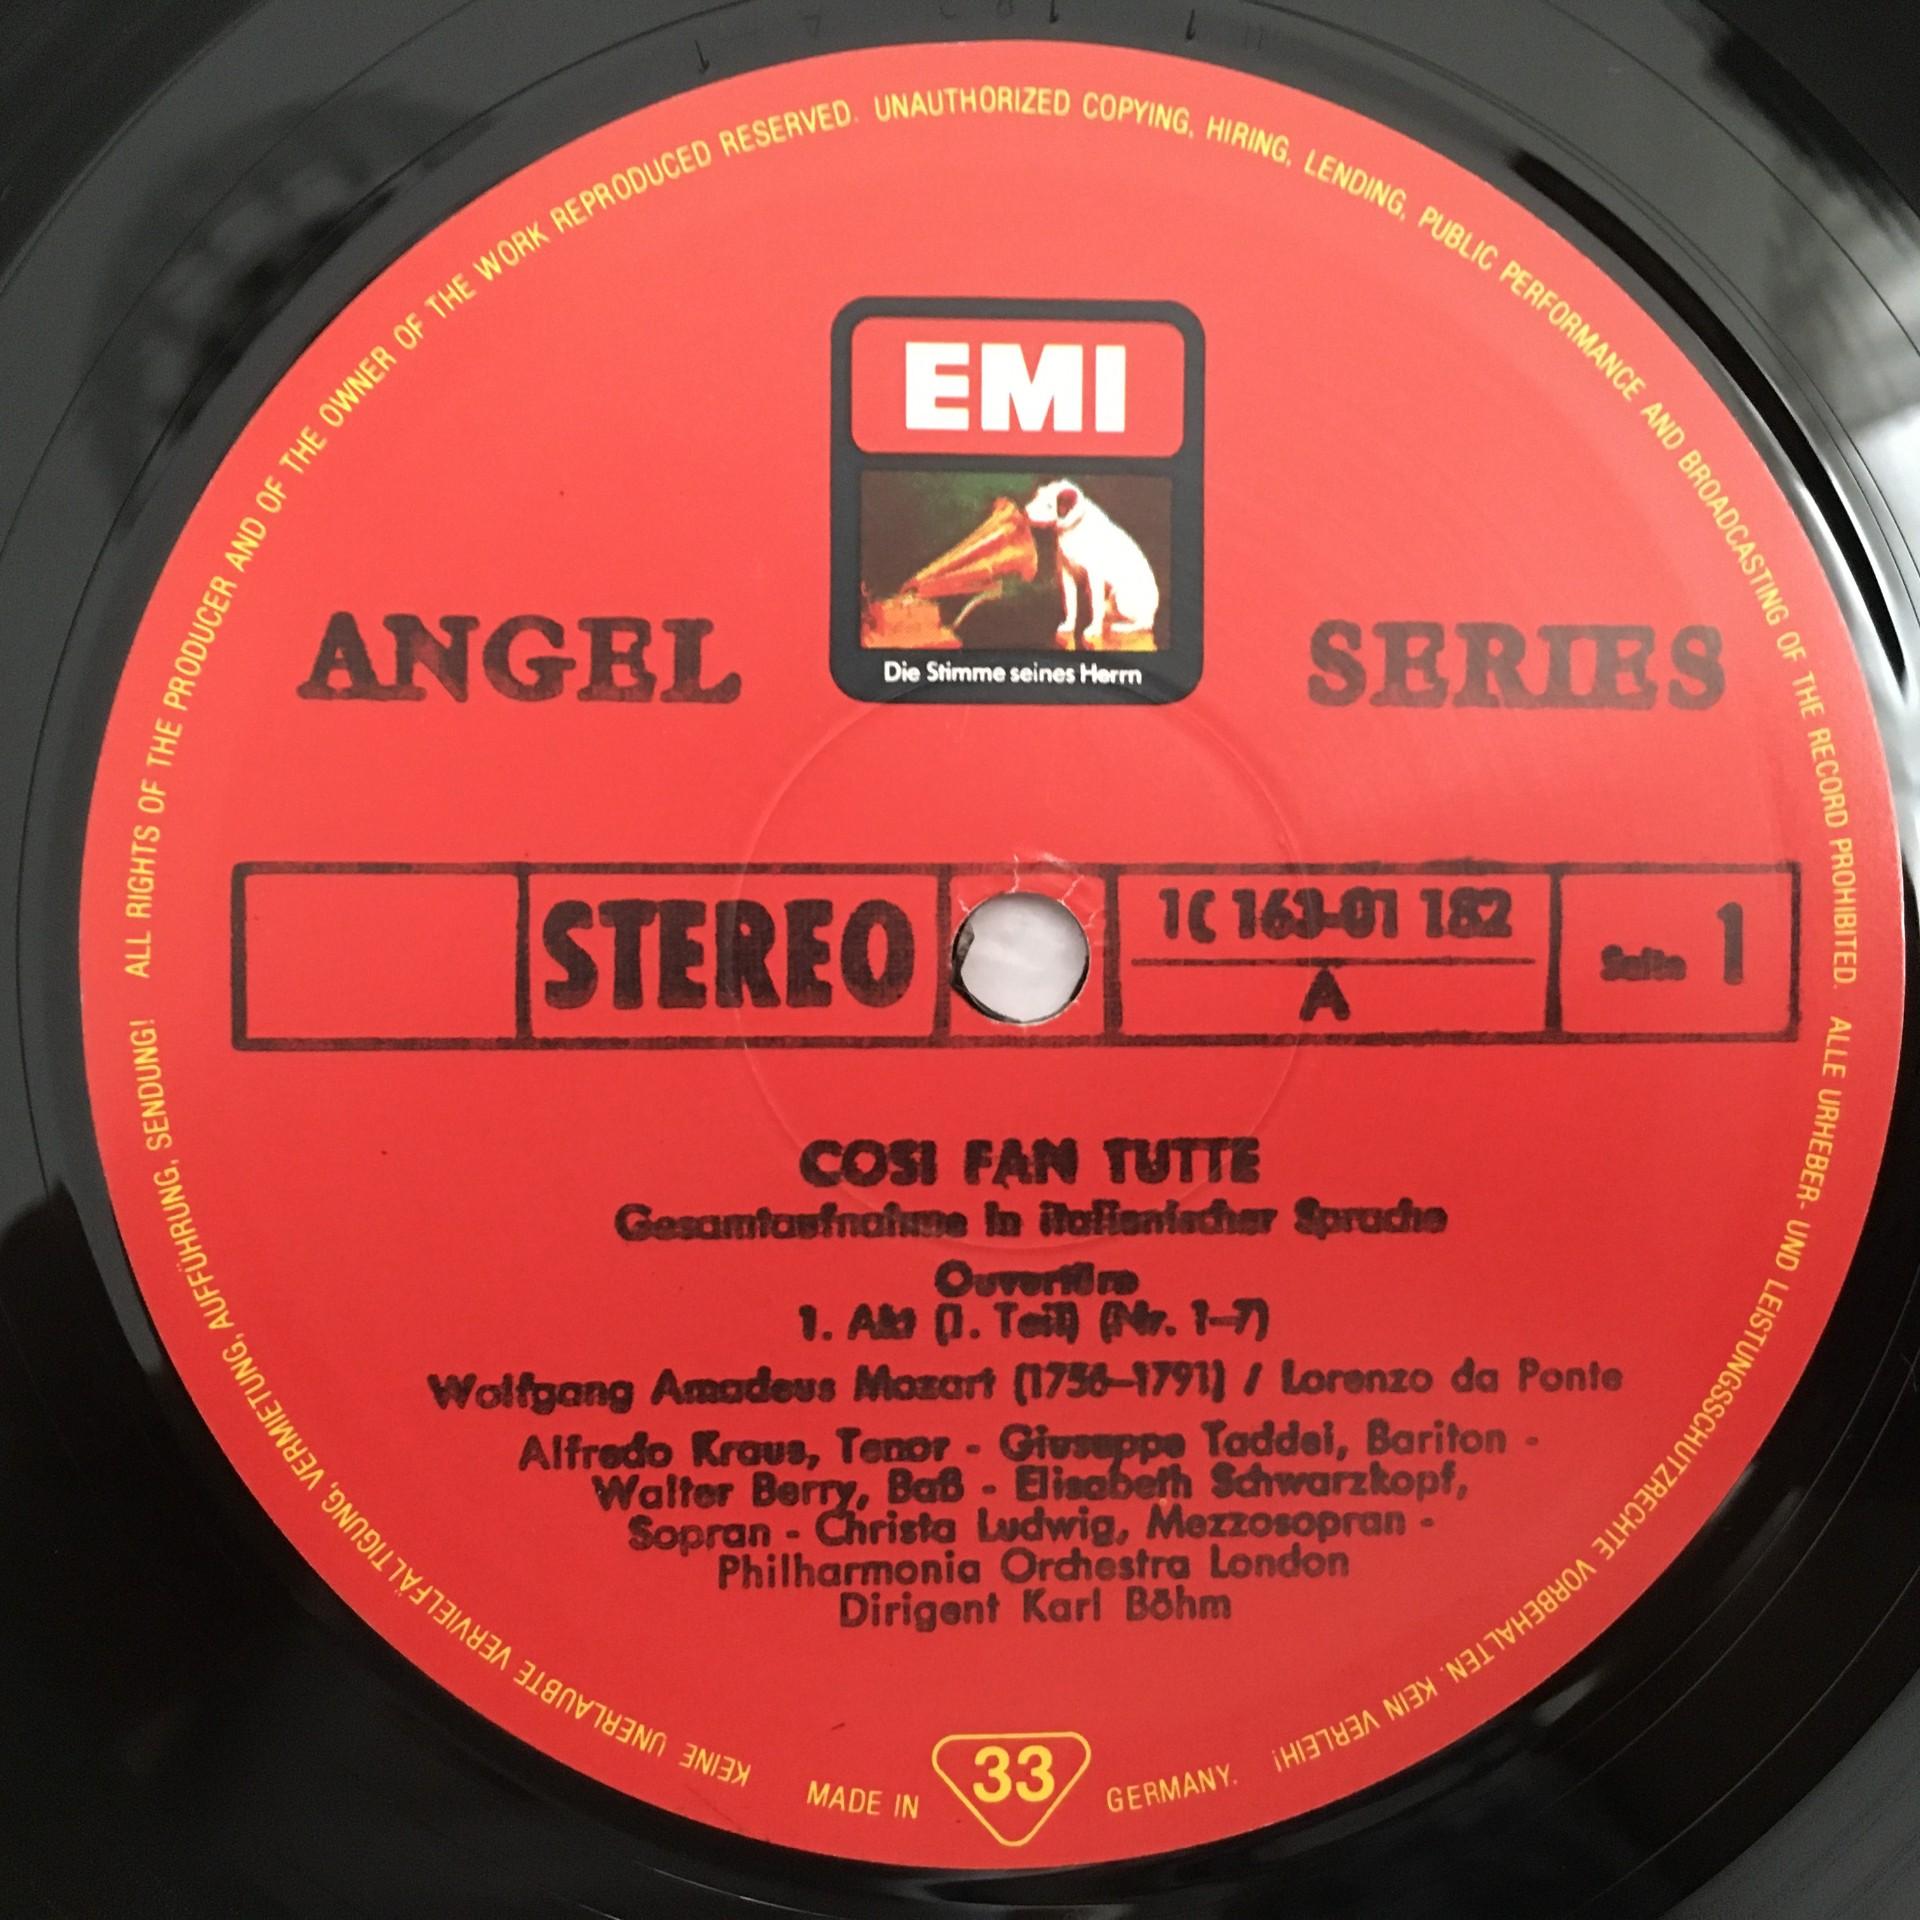 ALL RIGHTS OF THE PRODUCER AND OF THE OWNER OF THE WORK REPRODUCED RESERVED. UNAUTHORIZED COPYING, HIRING, LENDING, PUBLIC PERFORMANCE AND BROADCASTING OF THE RECORD PROHIBITED.
EMI
Die Stimme seines Herrn
ANGEL SERIES
STEREO
1C 163-01 182
A
Seite 1
COSI FAN TUTTE
Gesamtaufnahme in italienischer Sprache
Ouvertüre
1. Akt (1. Teil) (Nr. 1–7)
Wolfgang Amadeus Mozart (1756–1791) / Lorenzo da Ponte
Alfredo Kraus, Tenor - Giuseppe Taddei, Bariton -
Walter Berry, Baß - Elisabeth Schwarzkopf,
Sopran - Christa Ludwig, Mezzosopran -
Philharmonia Orchestra London
Dirigent Karl Böhm
ALLE URHEBER- UND LEISTUNGSSCHUTZRECHTE VORBEHALTEN. KEIN VERLEIH!
KEINE UNERLAUBTE VERVIELFÄLTIGUNG, VERMIETUNG, AUFFÜHRUNG, SENDUNG!
MADE IN 33 GERMANY.